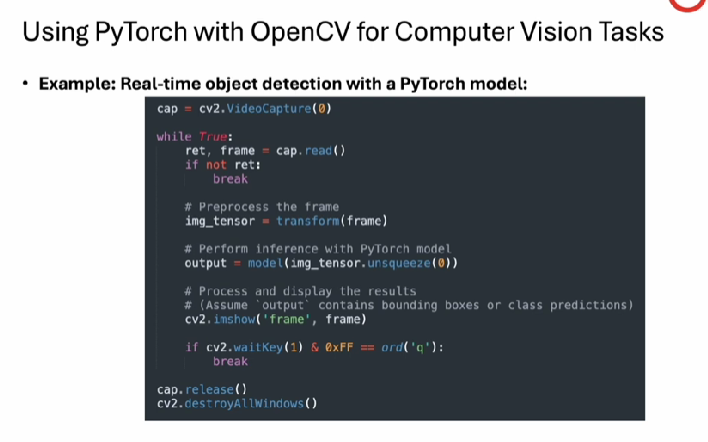 Using PyTorch with OpenCV for Computer Vision Tasks
• Example: Real-time object detection with a PyTorch model:
cap = cv2.VideoCapture(0)
while True:
    ret, frame = cap.read()
    if not ret:
        break
    # Preprocess the frame
    img_tensor = transform(frame)
    # Perform inference with PyTorch model
    output = model(img_tensor.unsqueeze(0))
    # Process and display the results
    # (Assume `output` contains bounding boxes or class predictions)
    cv2.imshow('frame', frame)
    if cv2.waitKey(1) & 0xFF == ord('q'):
        break
cap.release()
cv2.destroyAllWindows()